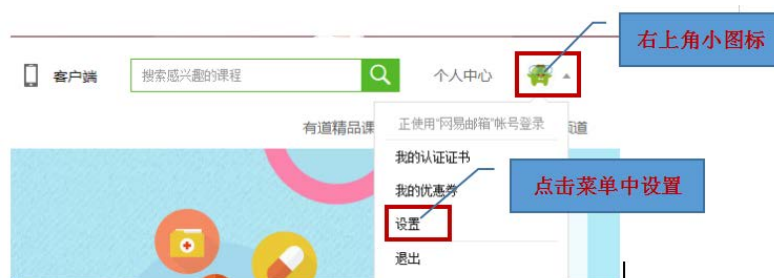 右上角小图标
客户端
搜索感兴趣的课程
个人中心
有道精品课
正使用"网易邮箱"帐号登录
道
我的认证证书
我的优惠券
点击菜单中设置
设置
退出